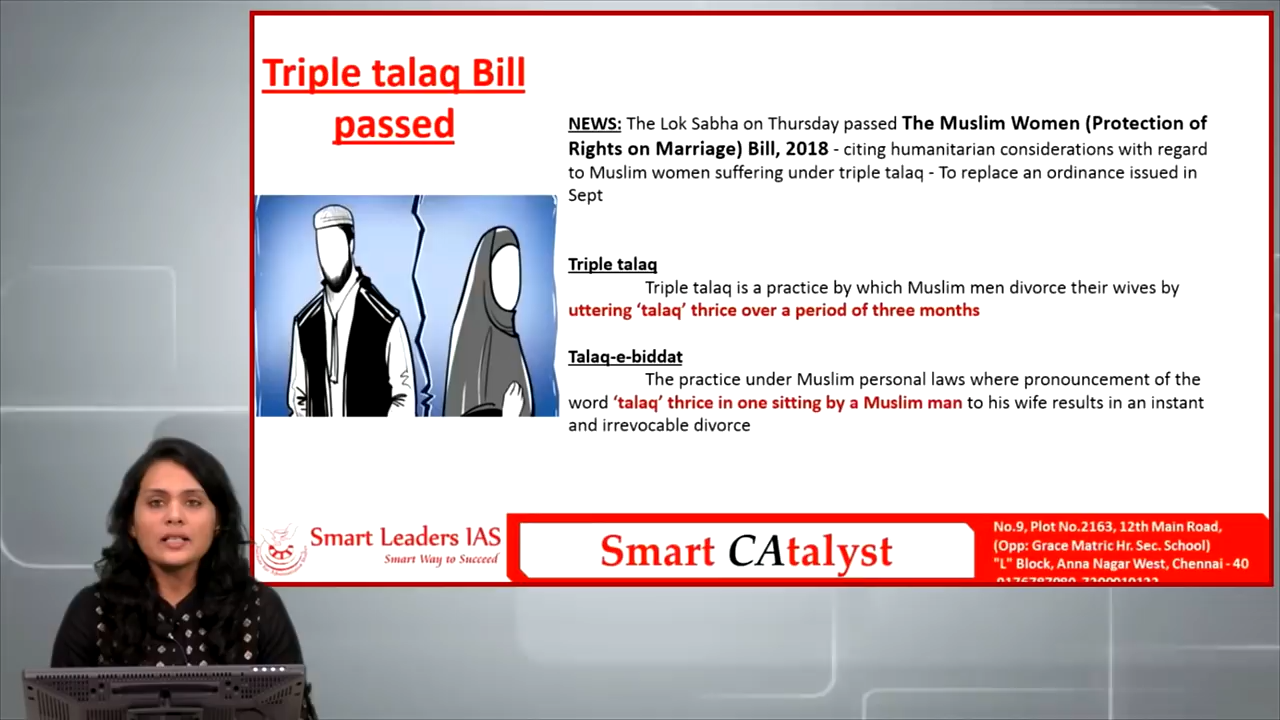 Triple talaq Bill
passed
NEWS: The Lok Sabha on Thursday passed The Muslim Women (Protection of
Rights on Marriage) Bill, 2018 - citing humanitarian considerations with regard
to Muslim women suffering under triple talaq - To replace an ordinance issued in
Sept
Triple talaq
Triple talaq is a practice by which Muslim men divorce their wives by
uttering ‘talaq’ thrice over a period of three months
Talaq-e-biddat
The practice under Muslim personal laws where pronouncement of the
word ‘talaq’ thrice in one sitting by a Muslim man to his wife results in an instant
and irrevocable divorce
Smart Leaders IAS
Smart Way to Succeed
Smart CAtalyst
No.9, Plot No.2163, 12th Main Road,
(Opp: Grace Matric Hr. Sec. School)
"L" Block, Anna Nagar West, Chennai - 40